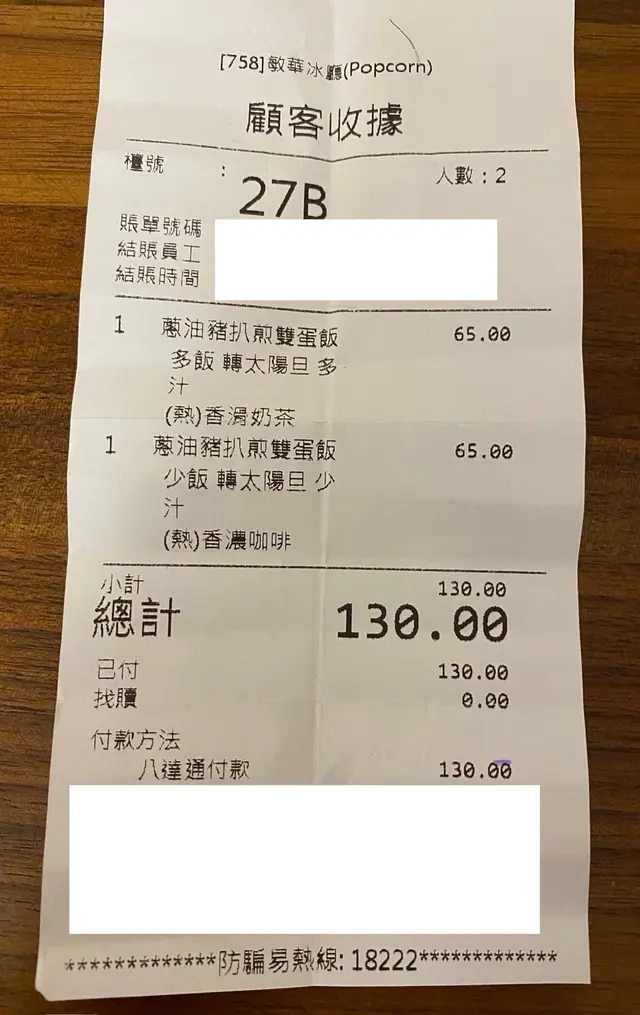 [758]敏華冰廳(Popcorn)
顧客收據
檯號 : 27B 人數：2
賬單號碼
結賬員工
結賬時間
1 蔥油豬扒煎雙蛋飯 65.00
多飯 轉太陽旦 多
汁
(熱)香滑奶茶
1 蔥油豬扒煎雙蛋飯 65.00
少飯 轉太陽旦 少
汁
(熱)香濃咖啡
小計 130.00
總計 130.00
已付 130.00
找贖 0.00
付款方法
八達通付款 130.00
*************防騙易熱線: 18222*************